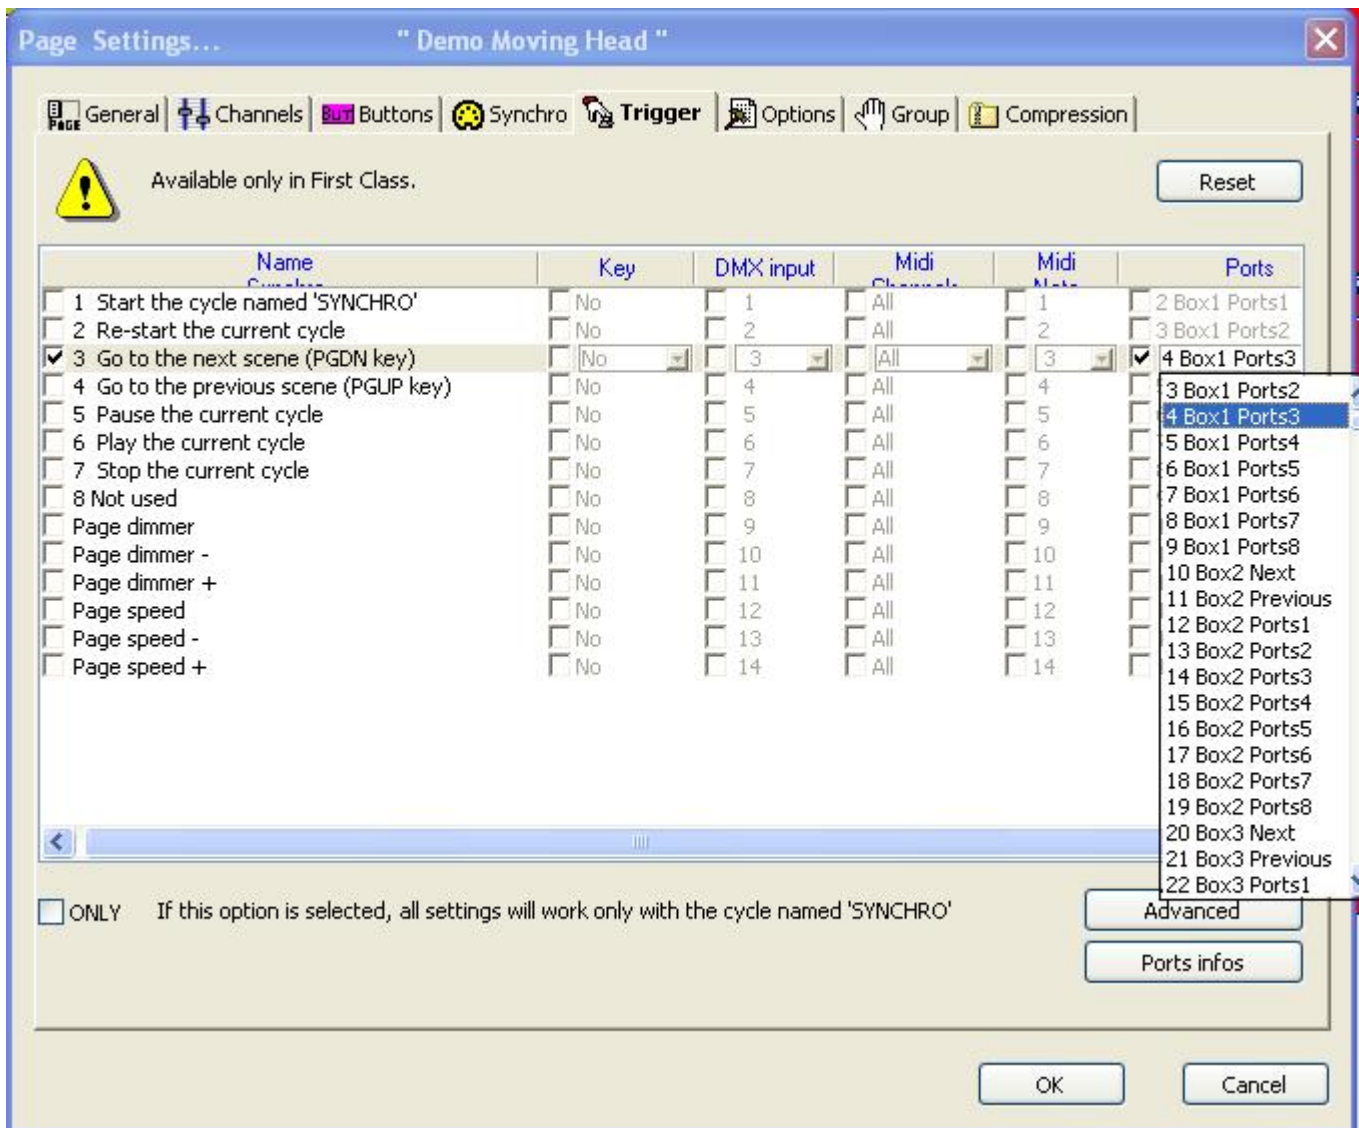 Page Settings... " Demo Moving Head "
PAGE General Channels BUT Buttons Synchro Trigger Options Group Compression
Available only in First Class.
Reset
Name Key DMX input Midi Midi Ports
1 Start the cycle named 'SYNCHRO' No 1 All 1 2 Box1 Ports1
2 Re-start the current cycle No 2 All 2 3 Box1 Ports2
3 Go to the next scene (PGDN key) No 3 All 3 4 Box1 Ports3
4 Go to the previous scene (PGUP key) No 4 All 4
5 Pause the current cycle No 5 All 5
6 Play the current cycle No 6 All 6
7 Stop the current cycle No 7 All 7
8 Not used No 8 All 8
Page dimmer No 9 All 9
Page dimmer - No 10 All 10
Page dimmer + No 11 All 11
Page speed No 12 All 12
Page speed - No 13 All 13
Page speed + No 14 All 14
3 Box1 Ports2
4 Box1 Ports3
5 Box1 Ports4
6 Box1 Ports5
7 Box1 Ports6
8 Box1 Ports7
9 Box1 Ports8
10 Box2 Next
11 Box2 Previous
12 Box2 Ports1
13 Box2 Ports2
14 Box2 Ports3
15 Box2 Ports4
16 Box2 Ports5
17 Box2 Ports6
18 Box2 Ports7
19 Box2 Ports8
20 Box3 Next
21 Box3 Previous
22 Box3 Ports1
ONLY If this option is selected, all settings will work only with the cycle named 'SYNCHRO'
Advanced
Ports infos
OK Cancel